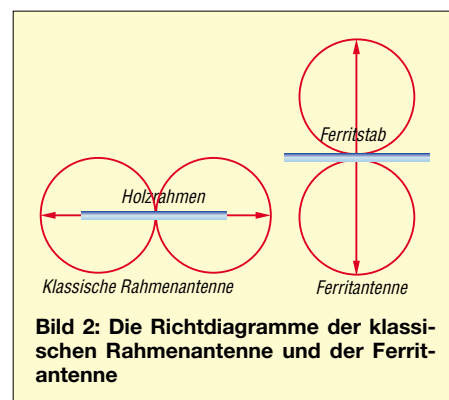 Ferritstab
Holzrahmen
Klassische Rahmenantenne
Ferritantenne
Bild 2: Die Richtdiagramme der klassi-
schen Rahmenantenne und der Ferrit-
antenne